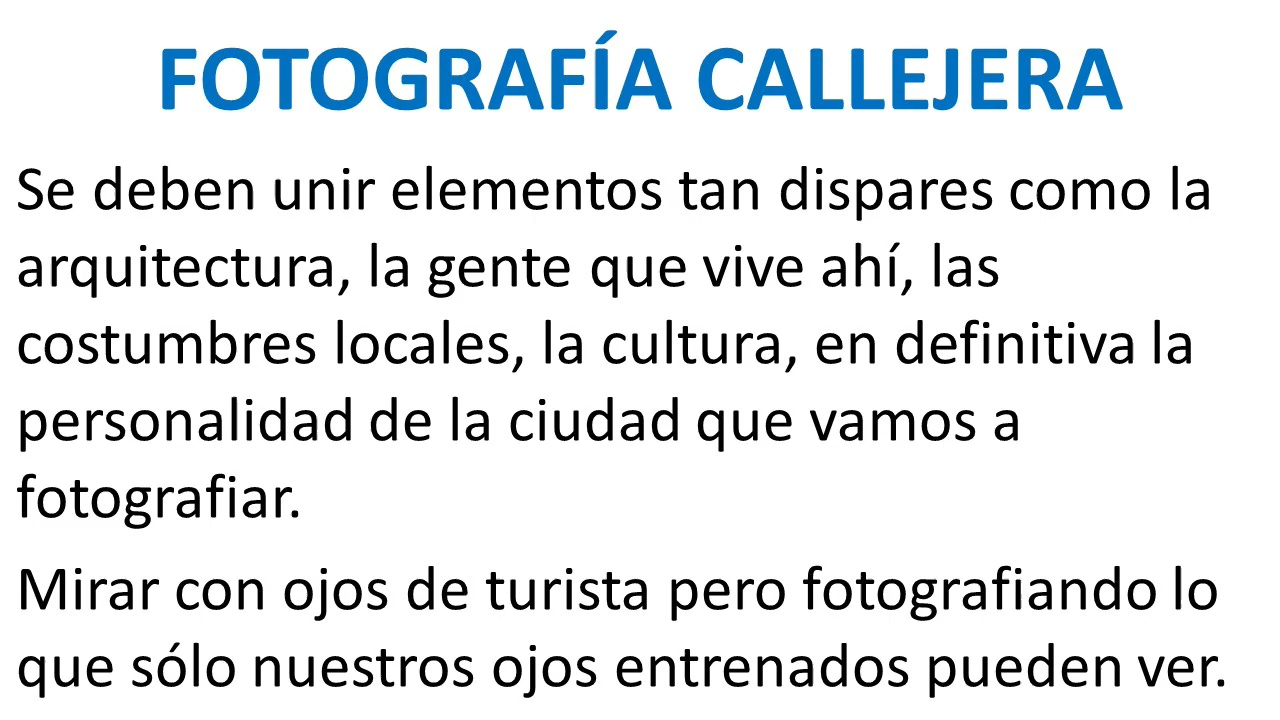 FOTOGRAFÍA CALLEJERA
Se deben unir elementos tan dispares como la
arquitectura, la gente que vive ahí, las
costumbres locales, la cultura, en definitiva la
personalidad de la ciudad que vamos a
fotografiar.
Mirar con ojos de turista pero fotografiando lo
que sólo nuestros ojos entrenados pueden ver.